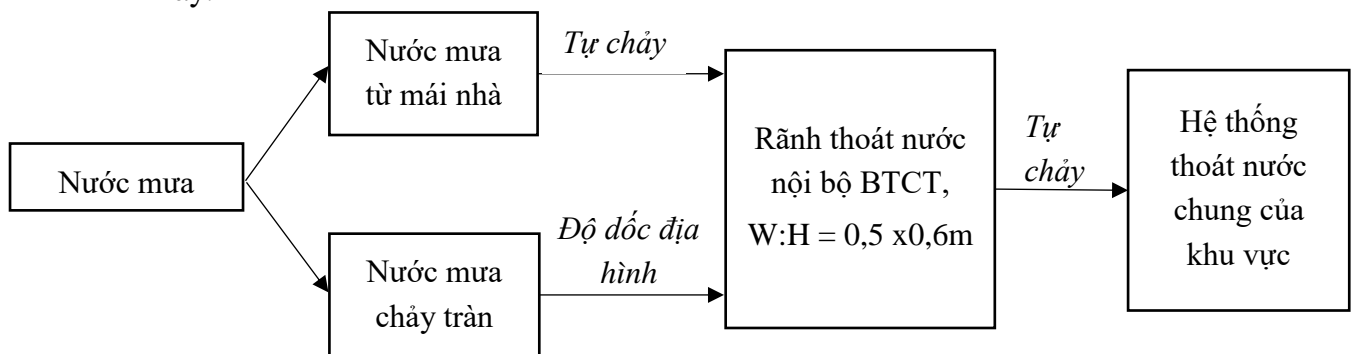 Nước mưa
Nước mưa
từ mái nhà
Tự chảy
Nước mưa
chảy tràn
Độ dốc địa
hình
Rãnh thoát nước
nội bộ BTCT,
W:H = 0,5 x0,6m
Tự
chảy
Hệ thống
thoát nước
chung của
khu vực